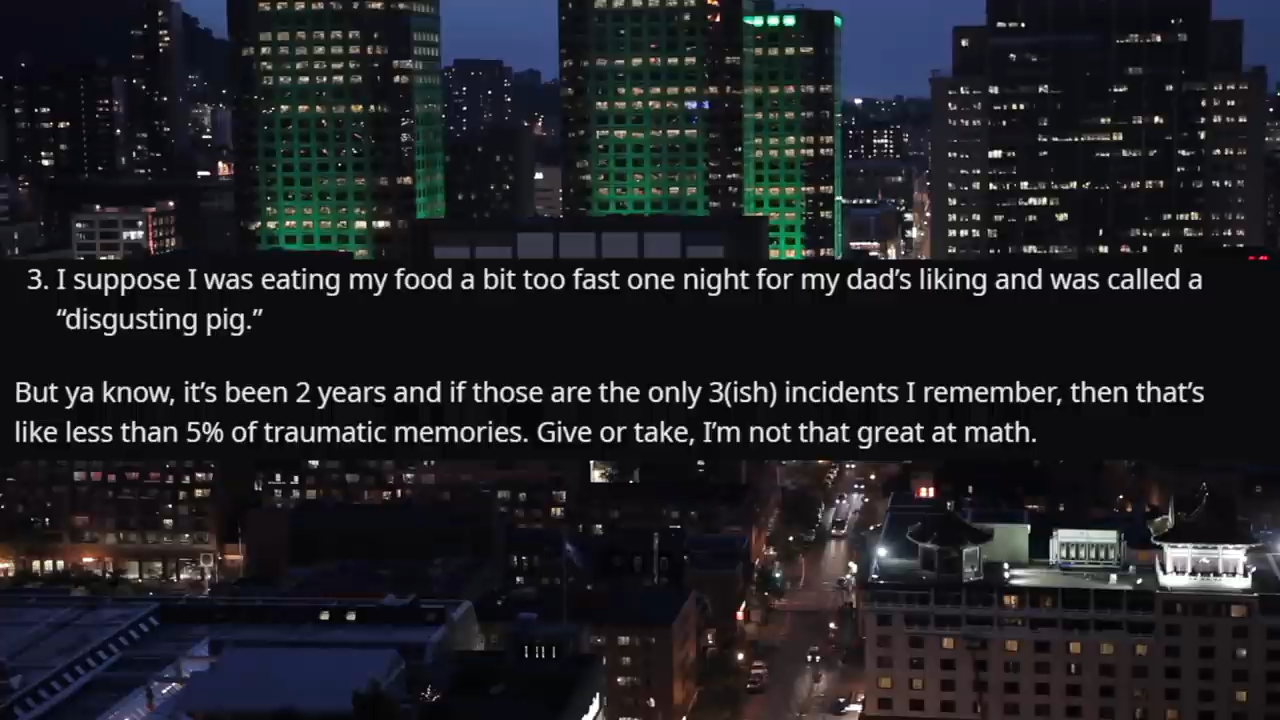 3. I suppose I was eating my food a bit too fast one night for my dad’s liking and was called a
“disgusting pig.”
But ya know, it’s been 2 years and if those are the only 3(ish) incidents I remember, then that’s
like less than 5% of traumatic memories. Give or take, I’m not that great at math.